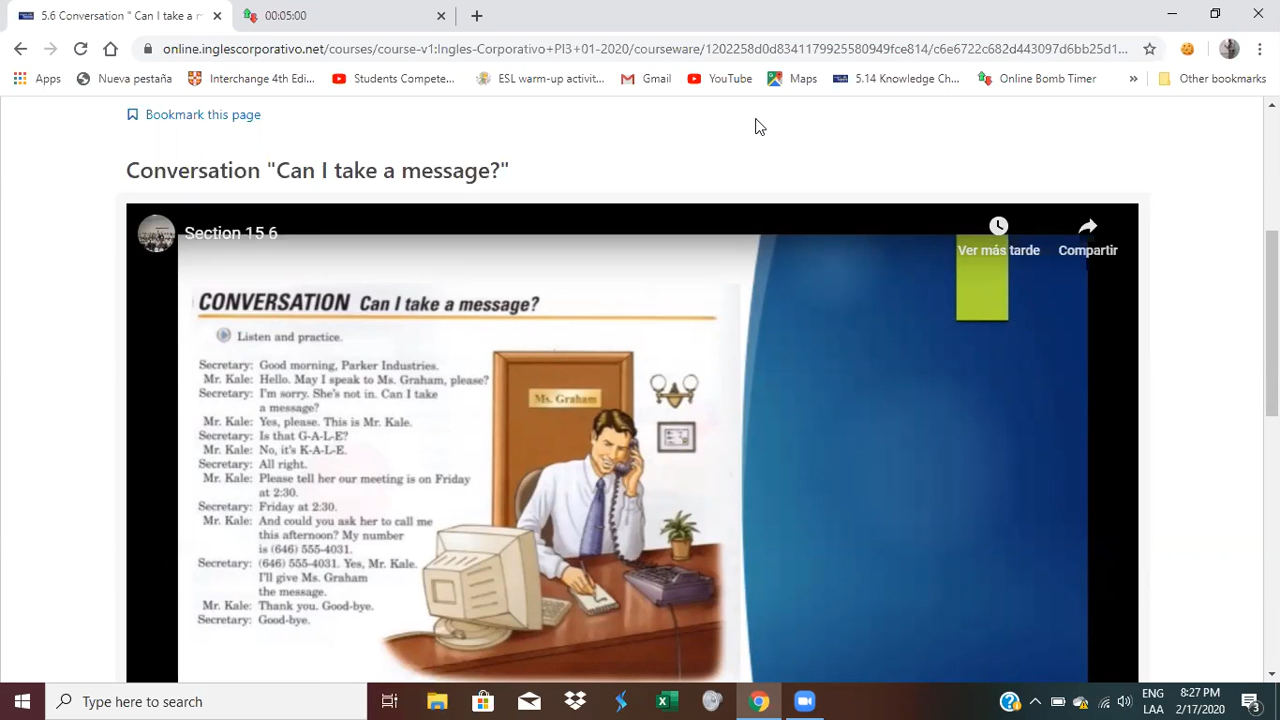 5.6 Conversation " Can I take a m
00:05:00
online.inglescorporativo.net/courses/course-v1:Ingles-Corporativo+PI3+01-2020/courseware/1202258d0d8341179925580949fce814/c6e6722c682d443097d6bb25d1...
Apps
Nueva pestaña
Interchange 4th Edi...
Students Compete...
ESL warm-up activit...
Gmail
YouTube
Maps
5.14 Knowledge Ch...
Online Bomb Timer
»
Other bookmarks
Bookmark this page
Conversation "Can I take a message?"
Section 15 6
Ver más tarde
Compartir
CONVERSATION Can I take a message?
Listen and practice.
Secretary: Good morning, Parker Industries.
Mr. Kale: Hello. May I speak to Ms. Graham, please?
Secretary: I'm sorry. She's not in. Can I take
a message?
Mr. Kale: Yes, please. This is Mr. Kale.
Secretary: Is that G-A-L-E?
Mr. Kale: No, it's K-A-L-E.
Secretary: All right.
Mr. Kale: Please tell her our meeting is on Friday
at 2:30.
Secretary: Friday at 2:30.
Mr. Kale: And could you ask her to call me
this afternoon? My number
is (646) 555-4031.
Secretary: (646) 555-4031. Yes, Mr. Kale.
I'll give Ms. Graham
the message.
Mr. Kale: Thank you. Good-bye.
Secretary: Good-bye.
Ms. Graham
Type here to search
ENG
LAA
8:27 PM
2/17/2020
3